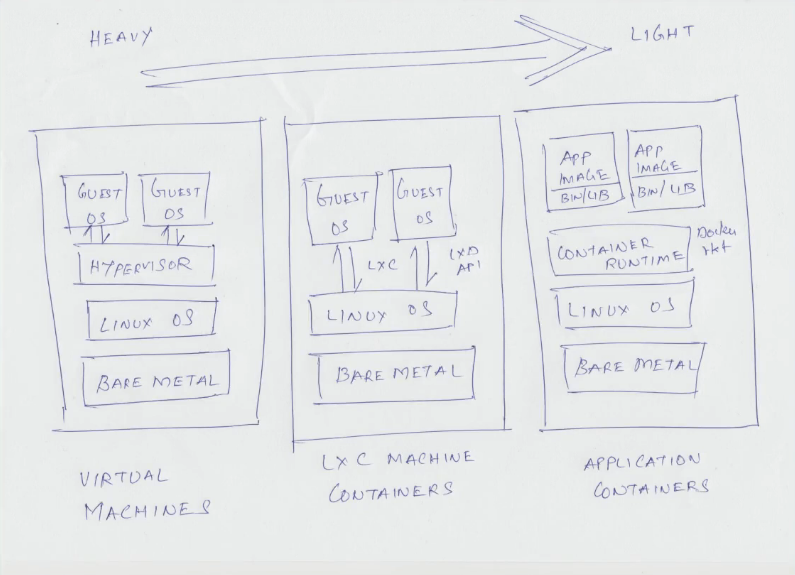 HEAVY
LIGHT
GUEST
OS
GUEST
OS
HYPERVISOR
LINUX OS
BARE METAL
VIRTUAL
MACHINES
GUEST
OS
GUEST
OS
LXC
LXD
API
LINUX OS
BARE METAL
LXC MACHINE
CONTAINERS
APP
IMAGE
BIN/LIB
APP
IMAGE
BIN/LIB
CONTAINER
RUNTIME
Docker
rkt
LINUX OS
BARE METAL
APPLICATION
CONTAINERS